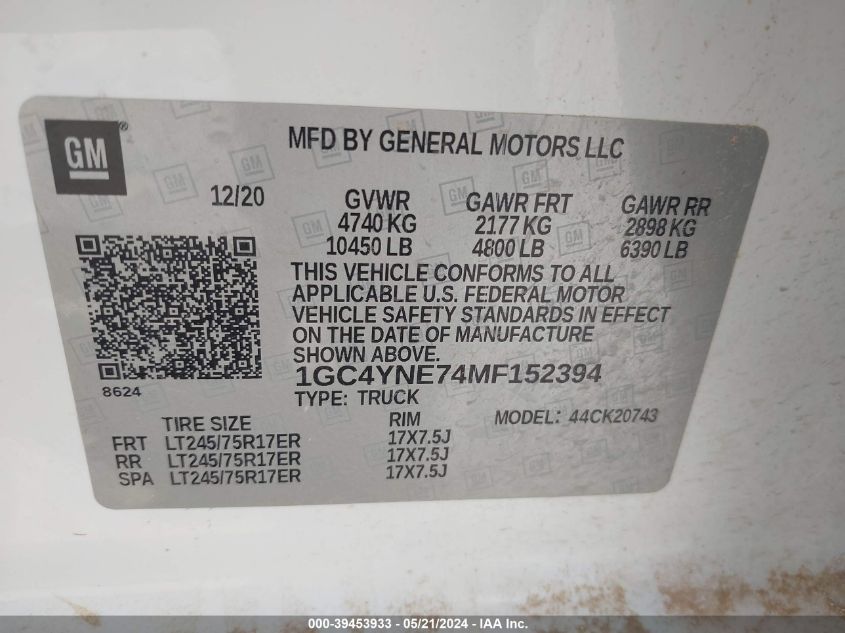 GM®
MFD BY GENERAL MOTORS LLC
12/20
GVWR GAWR FRT GAWR RR
4740 KG 2177 KG 2898 KG
10450 LB 4800 LB 6390 LB
THIS VEHICLE CONFORMS TO ALL
APPLICABLE U.S. FEDERAL MOTOR
VEHICLE SAFETY STANDARDS IN EFFECT
ON THE DATE OF MANUFACTURE
SHOWN ABOVE.
1GC4YNE74MF152394
8624
TYPE: TRUCK MODEL: 44CK20743
TIRE SIZE RIM
FRT LT245/75R17ER 17X7.5J
RR LT245/75R17ER 17X7.5J
SPA LT245/75R17ER 17X7.5J
000-39453933 - 05/21/2024 - IAA Inc.